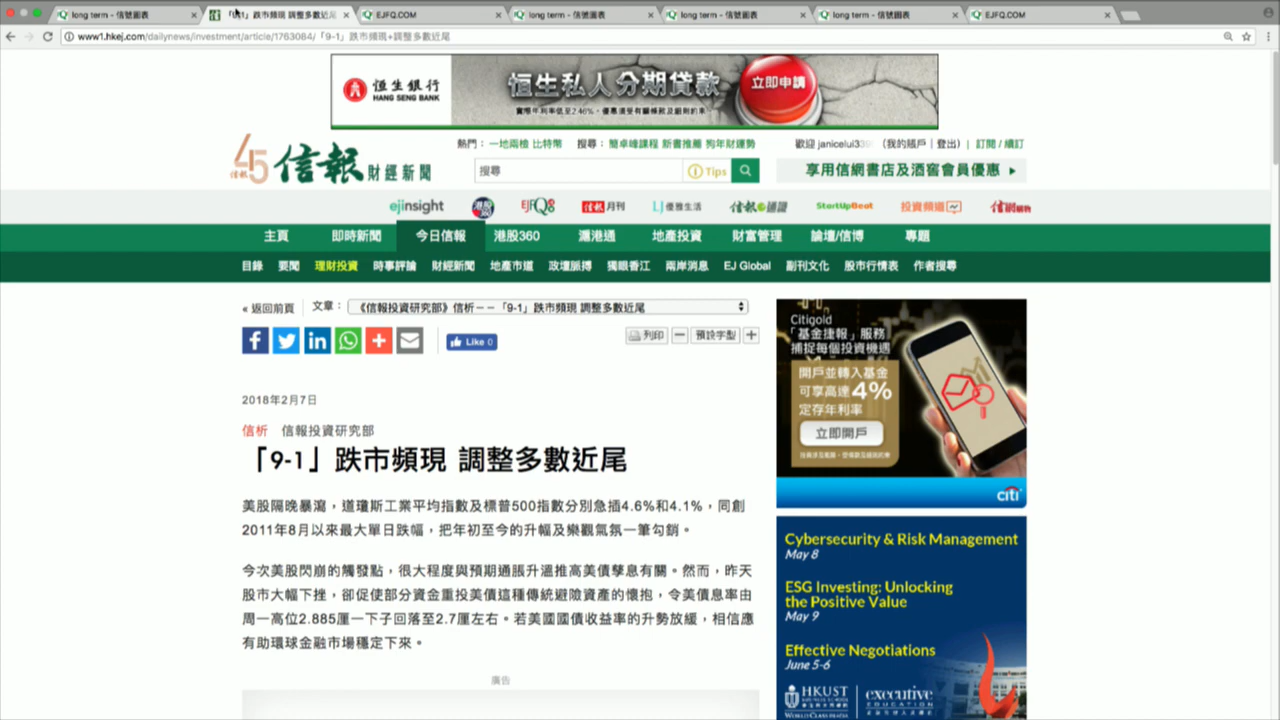 long term - 信號圖表
「9-1」跌市頻現 調整多數近尾
EJFQ.COM
long term - 信號圖表
long term - 信號圖表
long term - 信號圖表
EJFQ.COM
www1.hkej.com/dailynews/investment/article/1763084/「9-1」跌市頻現+調整多數近尾
恒生銀行
HANG SENG BANK
恒生私人分期貸款
立即申請
45 信報 財經新聞
熱門： 一地兩檢 比特幣 搜尋： 簡卓峰課程 新書推廌 狗年財運勢
歡迎 janicelui339 （我的賬戶 | 登出） | 訂閱 / 續訂
搜尋
Tips
享用信網書店及酒窖會員優惠
ejinsight
港股360
EJFQ
信報月刊
LJ優雅生活
信報通識
StartUpBeat
投資頻道
信網購物
主頁 即時新聞 今日信報 港股360 滬港通 地產投資 財富管理 論壇/信博 專題
目錄 要聞 理財投資 時事評論 財經新聞 地產市道 政壇脈搏 獨眼香江 兩岸消息 EJ Global 副刊文化 股市行情表 作者搜尋
« 返回前頁
文章：
《信報投資研究部》信析－－「9-1」跌市頻現 調整多數近尾
Like 0
列印
預設字型
2018年2月7日
信析 信報投資研究部
「9-1」跌市頻現 調整多數近尾
美股隔晚暴瀉，道瓊斯工業平均指數及標普500指數分別急插4.6%和4.1%，同創
2011年8月以來最大單日跌幅，把年初至今的升幅及樂觀氣氛一筆勾銷。
今次美股閃崩的觸發點，很大程度與預期通脹升溫推高美債孳息有關。然而，昨天
股市大幅下挫，卻促使部分資金重投美債這種傳統避險資產的懷抱，令美債息率由
周一高位2.885厘一下子回落至2.7厘左右。若美國國債收益率的升勢放緩，相信應
有助環球金融市場穩定下來。
廣告
Citigold
「基金捷報」服務
捕捉每個投資機遇
開戶並轉入基金
可享高達4%
定存年利率
立即開戶
citi
Cybersecurity & Risk Management
May 8
ESG Investing: Unlocking
the Positive Value
May 9
Effective Negotiations
June 5-6
HKUST
executive
EDUCATION